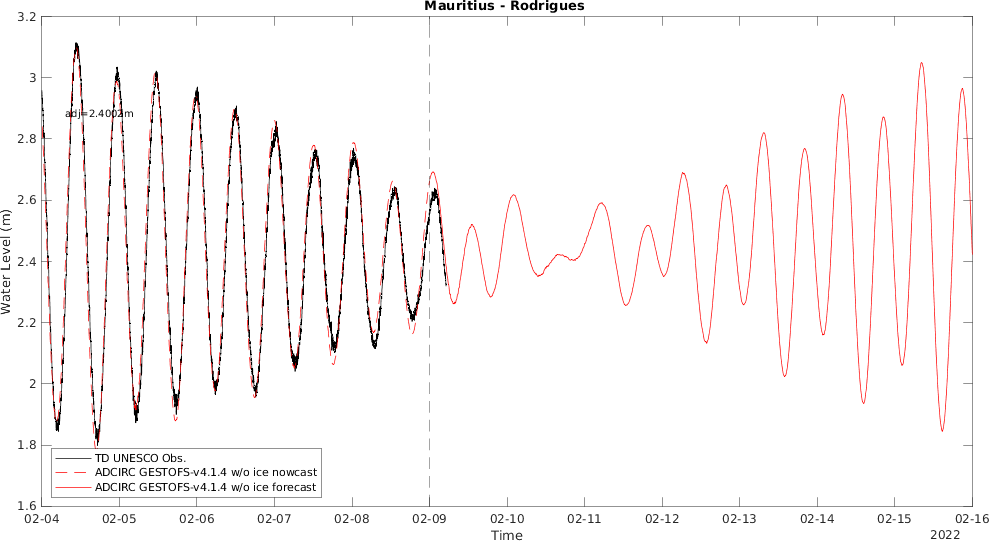 Mauritius - Rodrigues
3.2
3
2.8
2.6
2.4
2.2
2
1.8
1.6
Water Level (m)
adj=2.4002m
TD UNESCO Obs.
ADCIRC GESTOFS-v4.1.4 w/o ice nowcast
ADCIRC GESTOFS-v4.1.4 w/o ice forecast
02-04 02-05 02-06 02-07 02-08 02-09 02-10 02-11 02-12 02-13 02-14 02-15 02-16
Time
2022